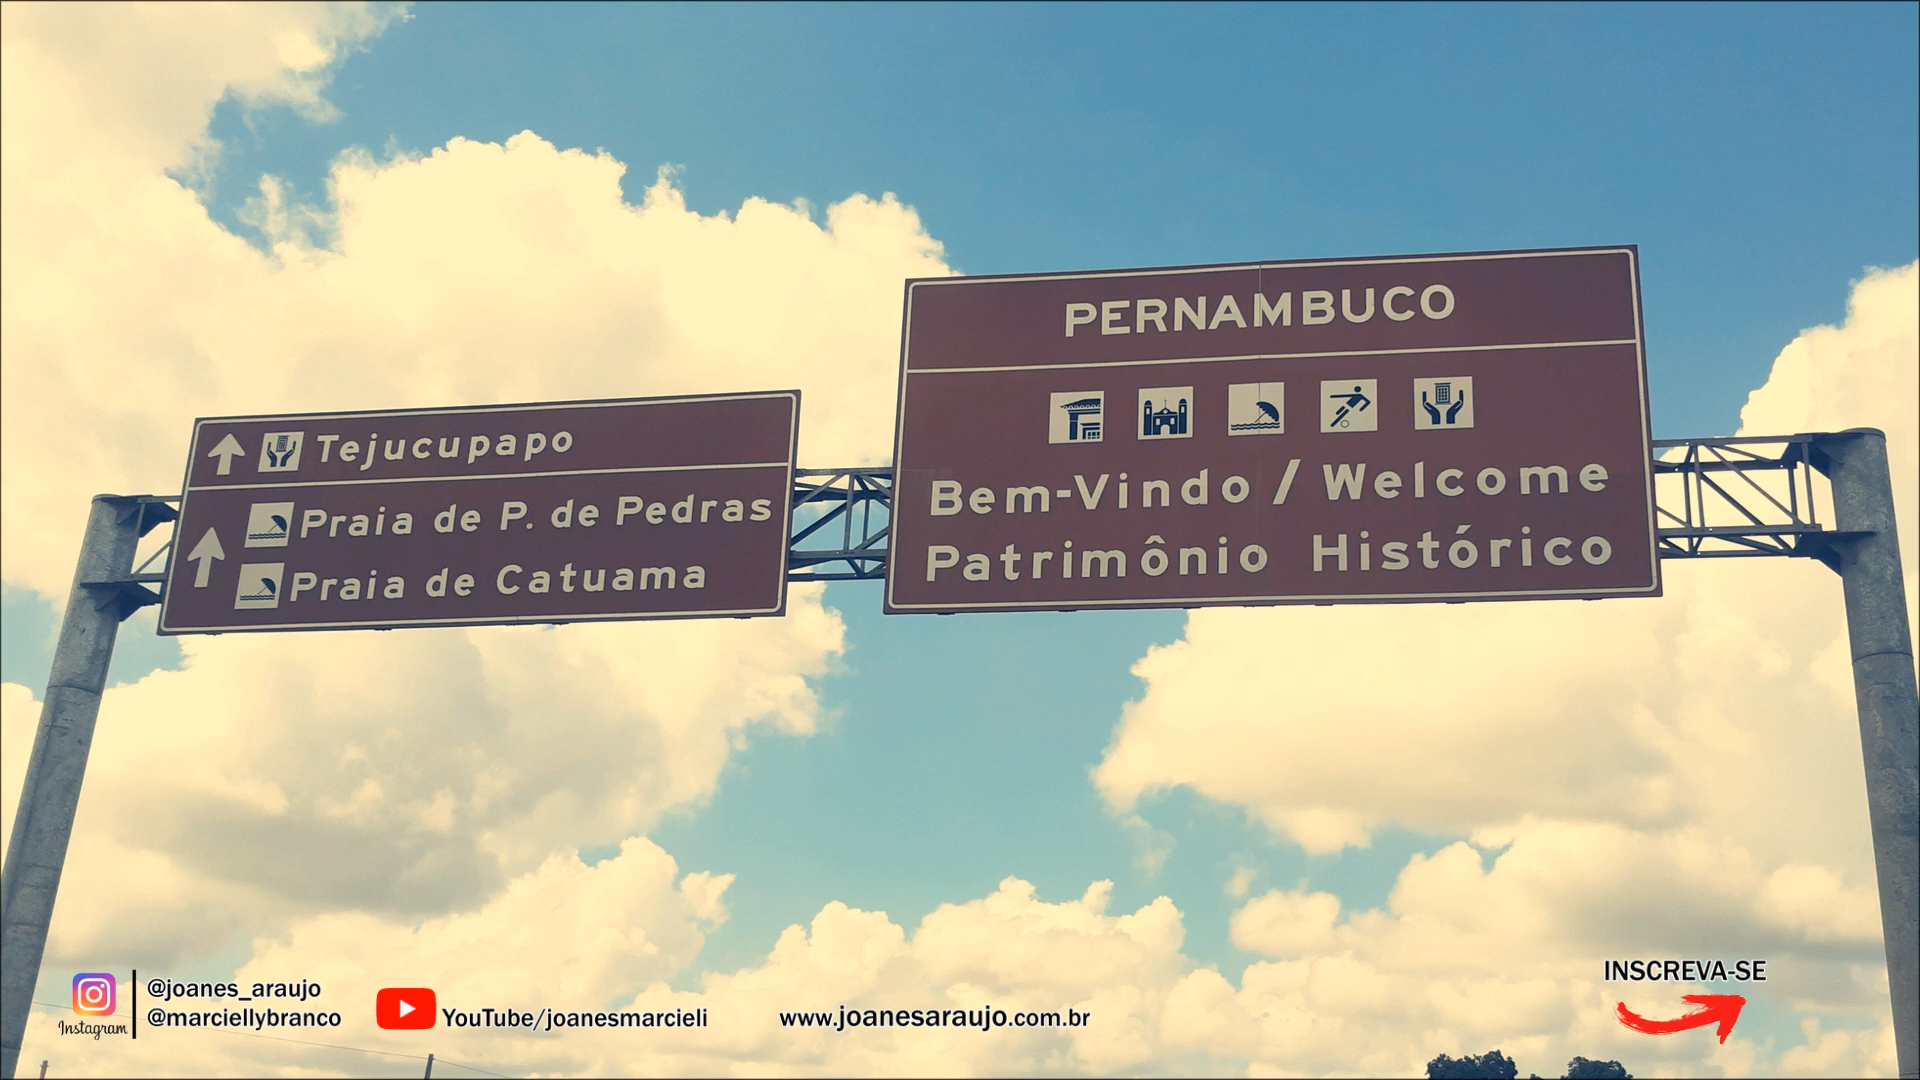 Tejucupapo
Praia de P. de Pedras
Praia de Catuama
PERNAMBUCO
Bem-Vindo / Welcome
Patrimônio Histórico
Instagram
@joanes_araujo
@marciellybranco
YouTube/joanesmarcieli
www.joanesaraujo.com.br
INSCREVA-SE